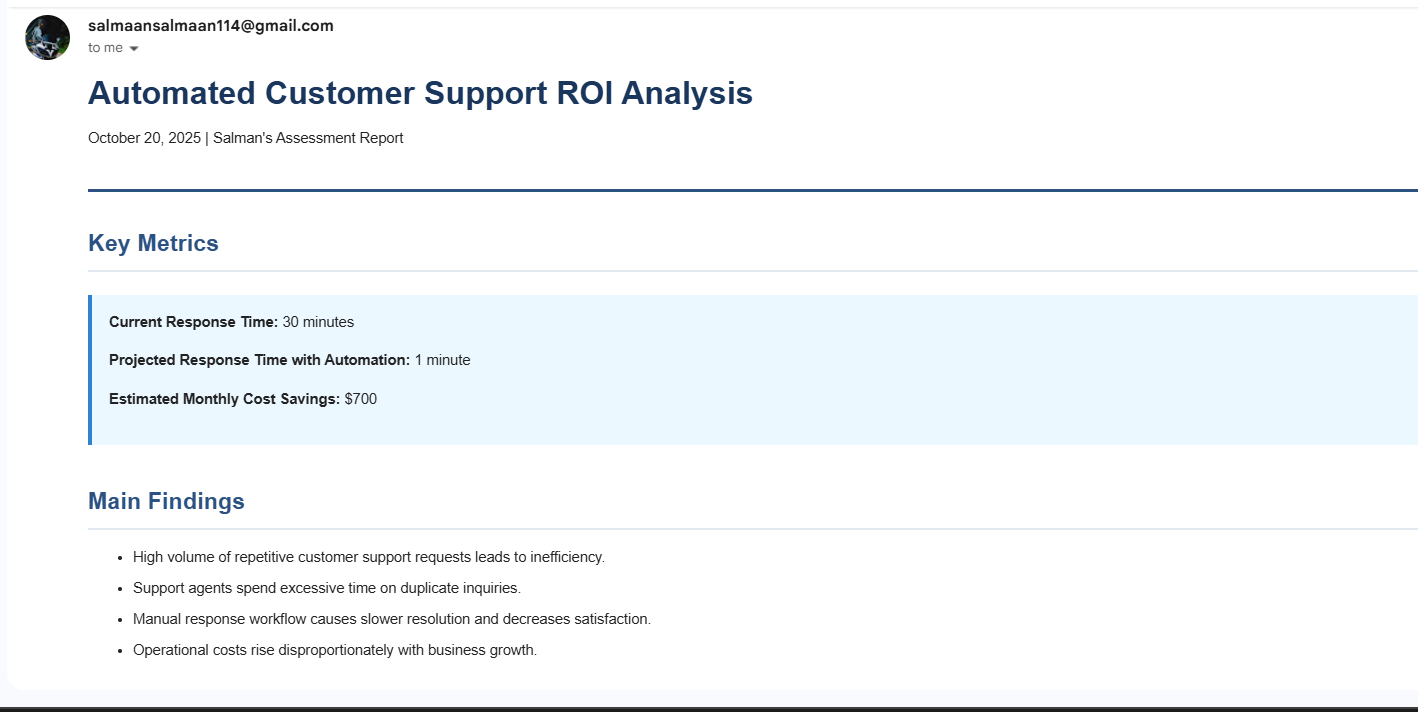 salmaansalmaan114@gmail.com
to me
Automated Customer Support ROI Analysis
October 20, 2025 | Salman's Assessment Report
Key Metrics
Current Response Time: 30 minutes
Projected Response Time with Automation: 1 minute
Estimated Monthly Cost Savings: $700
Main Findings
• High volume of repetitive customer support requests leads to inefficiency.
• Support agents spend excessive time on duplicate inquiries.
• Manual response workflow causes slower resolution and decreases satisfaction.
• Operational costs rise disproportionately with business growth.